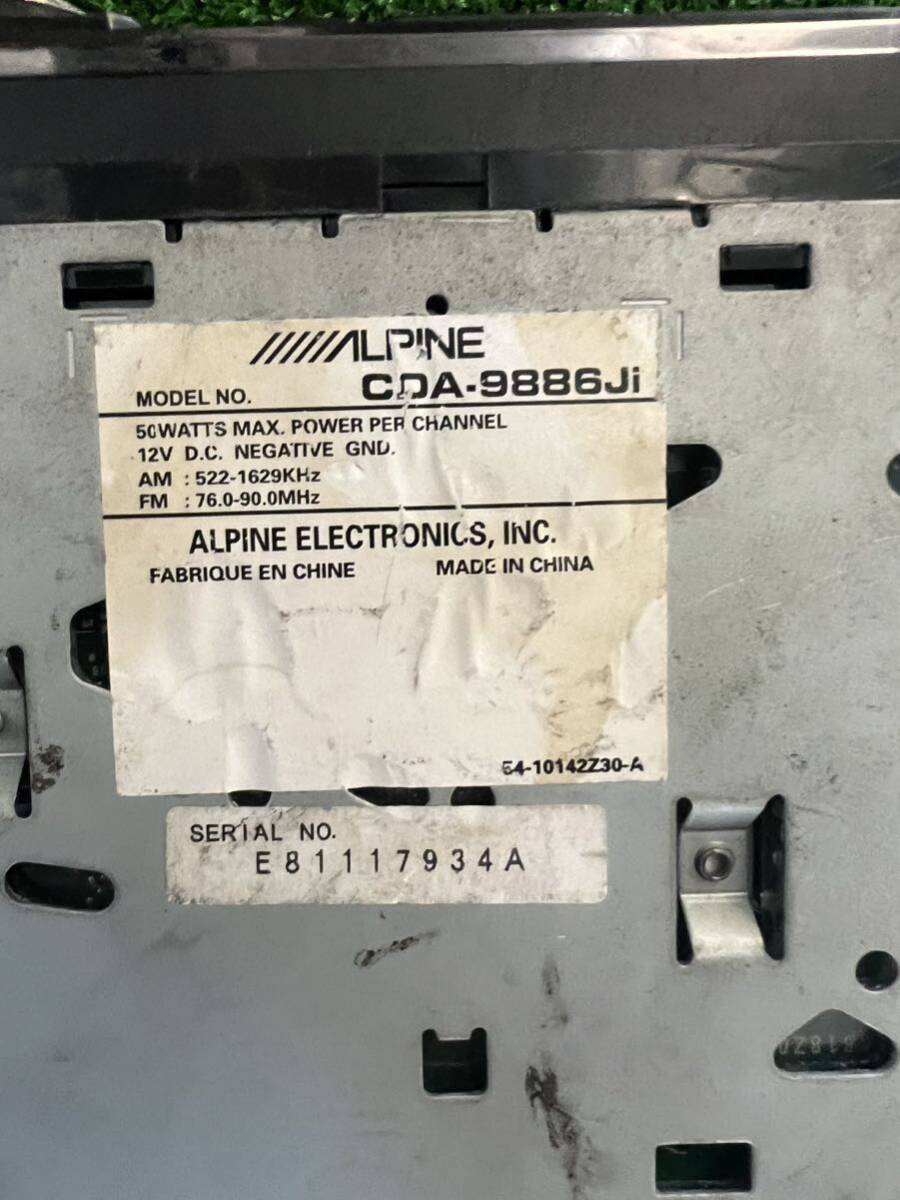 ALPINE
MODEL NO. CDA-9886Ji
50WATTS MAX. POWER PER CHANNEL
12V D.C. NEGATIVE GND.
AM : 522-1629KHz
FM : 76.0-90.0MHz
ALPINE ELECTRONICS, INC.
FABRIQUE EN CHINE MADE IN CHINA
54-10142Z30-A
SERIAL NO.
E81117934A